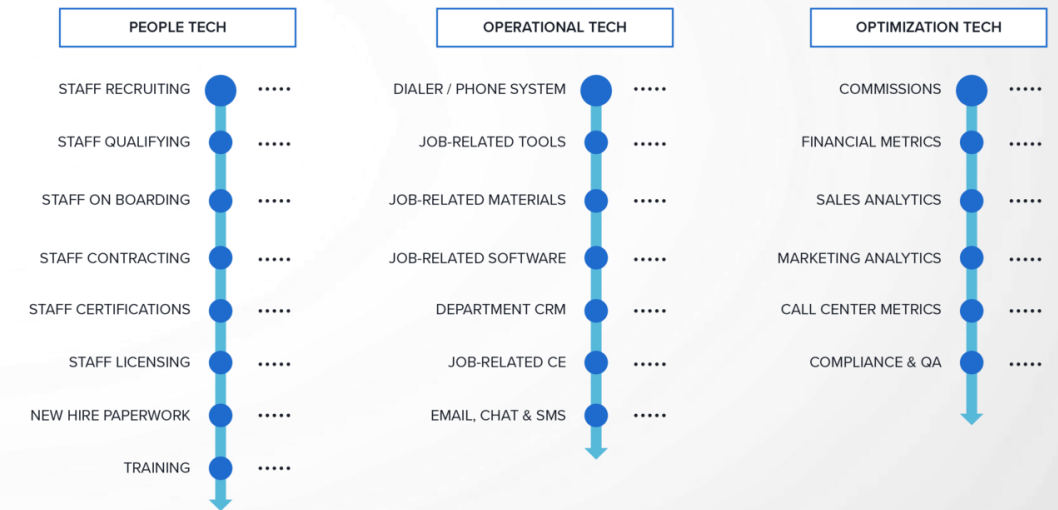 PEOPLE TECH
STAFF RECRUITING .....
STAFF QUALIFYING .....
STAFF ON BOARDING .....
STAFF CONTRACTING .....
STAFF CERTIFICATIONS .....
STAFF LICENSING .....
NEW HIRE PAPERWORK .....
TRAINING .....
OPERATIONAL TECH
DIALER / PHONE SYSTEM .....
JOB-RELATED TOOLS .....
JOB-RELATED MATERIALS .....
JOB-RELATED SOFTWARE .....
DEPARTMENT CRM .....
JOB-RELATED CE .....
EMAIL, CHAT & SMS .....
OPTIMIZATION TECH
COMMISSIONS .....
FINANCIAL METRICS .....
SALES ANALYTICS .....
MARKETING ANALYTICS .....
CALL CENTER METRICS .....
COMPLIANCE & QA .....